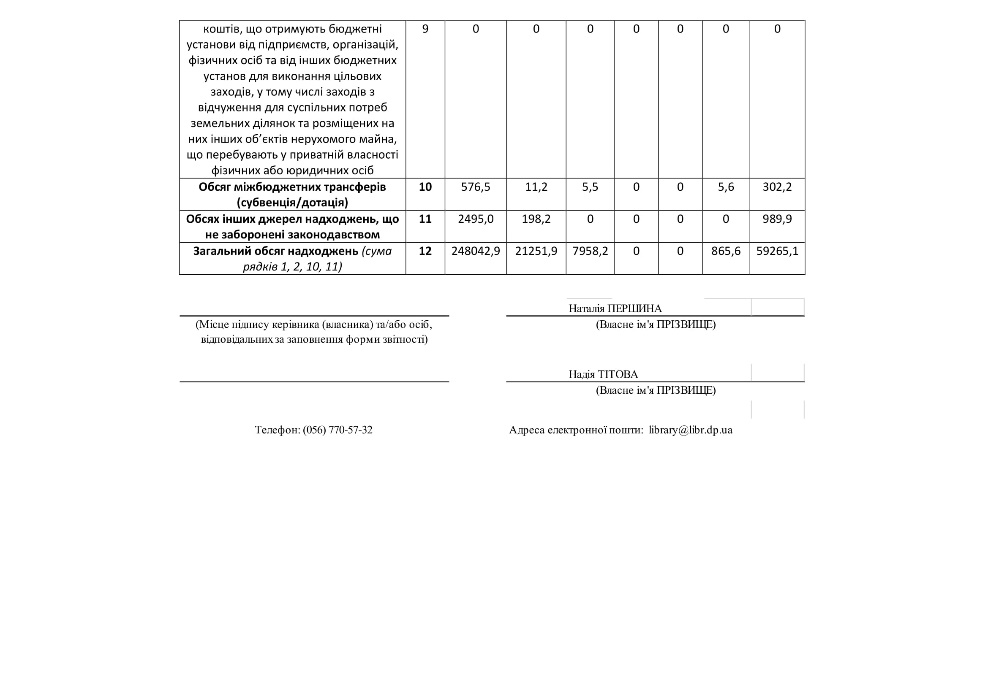 коштів, що отримують бюджетні 9 0 0 0 0 0 0 0
установи від підприємств, організацій,
фізичних осіб та від інших бюджетних
установ для виконання цільових
заходів, у тому числі заходів з
відчуження для суспільних потреб
земельних ділянок та розміщених на
них інших об’єктів нерухомого майна,
що перебувають у приватній власності
фізичних або юридичних осіб
Обсяг міжбюджетних трансферів 10 576,5 11,2 5,5 0 0 5,6 302,2
(субвенція/дотація)
Обсях інших джерел надходжень, що 11 2495,0 198,2 0 0 0 0 989,9
не заборонені законодавством
Загальний обсяг надходжень (сума 12 248042,9 21251,9 7958,2 0 0 865,6 59265,1
рядків 1, 2, 10, 11)
Наталія ПЕРШИНА
(Місце підпису керівника (власника) та/або осіб, (Власне ім'я ПРІЗВИЩЕ)
відповідальних за заповнення форми звітності)
Надія ТІТОВА
(Власне ім'я ПРІЗВИЩЕ)
Телефон: (056) 770-57-32 Адреса електронної пошти: library@libr.dp.ua